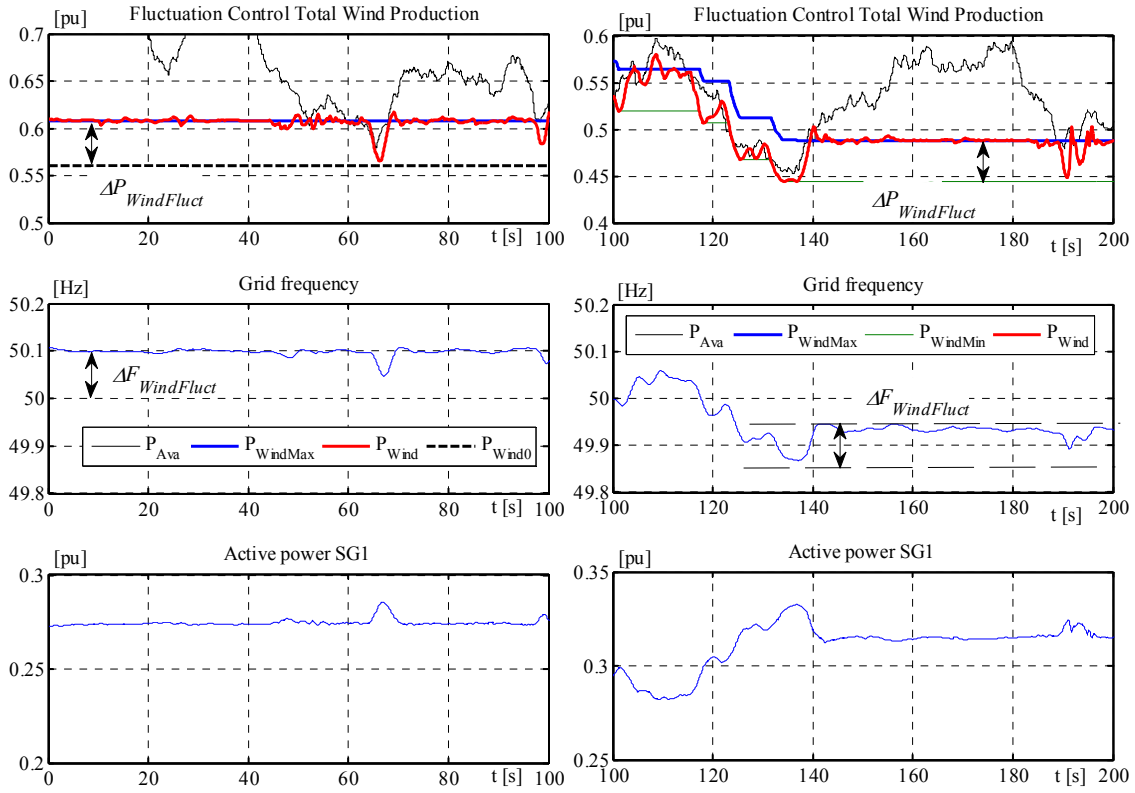 Fluctuation Control Total Wind Production
[pu]
0.7
0.65
0.6
0.55
0.5
ΔP_WindFluct
0 20 40 60 80 100
t [s]
Fluctuation Control Total Wind Production
[pu]
0.6
0.55
0.5
0.45
0.4
ΔP_WindFluct
100 120 140 160 180 200
t [s]
Grid frequency
[Hz]
50.2
50.1
50
49.9
49.8
ΔF_WindFluct
P_Ava P_WindMax P_Wind P_Wind0
0 20 40 60 80 100
t [s]
Grid frequency
[Hz]
50.2
50.1
50
49.9
49.8
P_Ava P_WindMax P_WindMin P_Wind
ΔF_WindFluct
100 120 140 160 180 200
t [s]
Active power SG1
[pu]
0.3
0.25
0.2
0 20 40 60 80 100
t [s]
Active power SG1
[pu]
0.35
0.3
0.25
100 120 140 160 180 200
t [s]